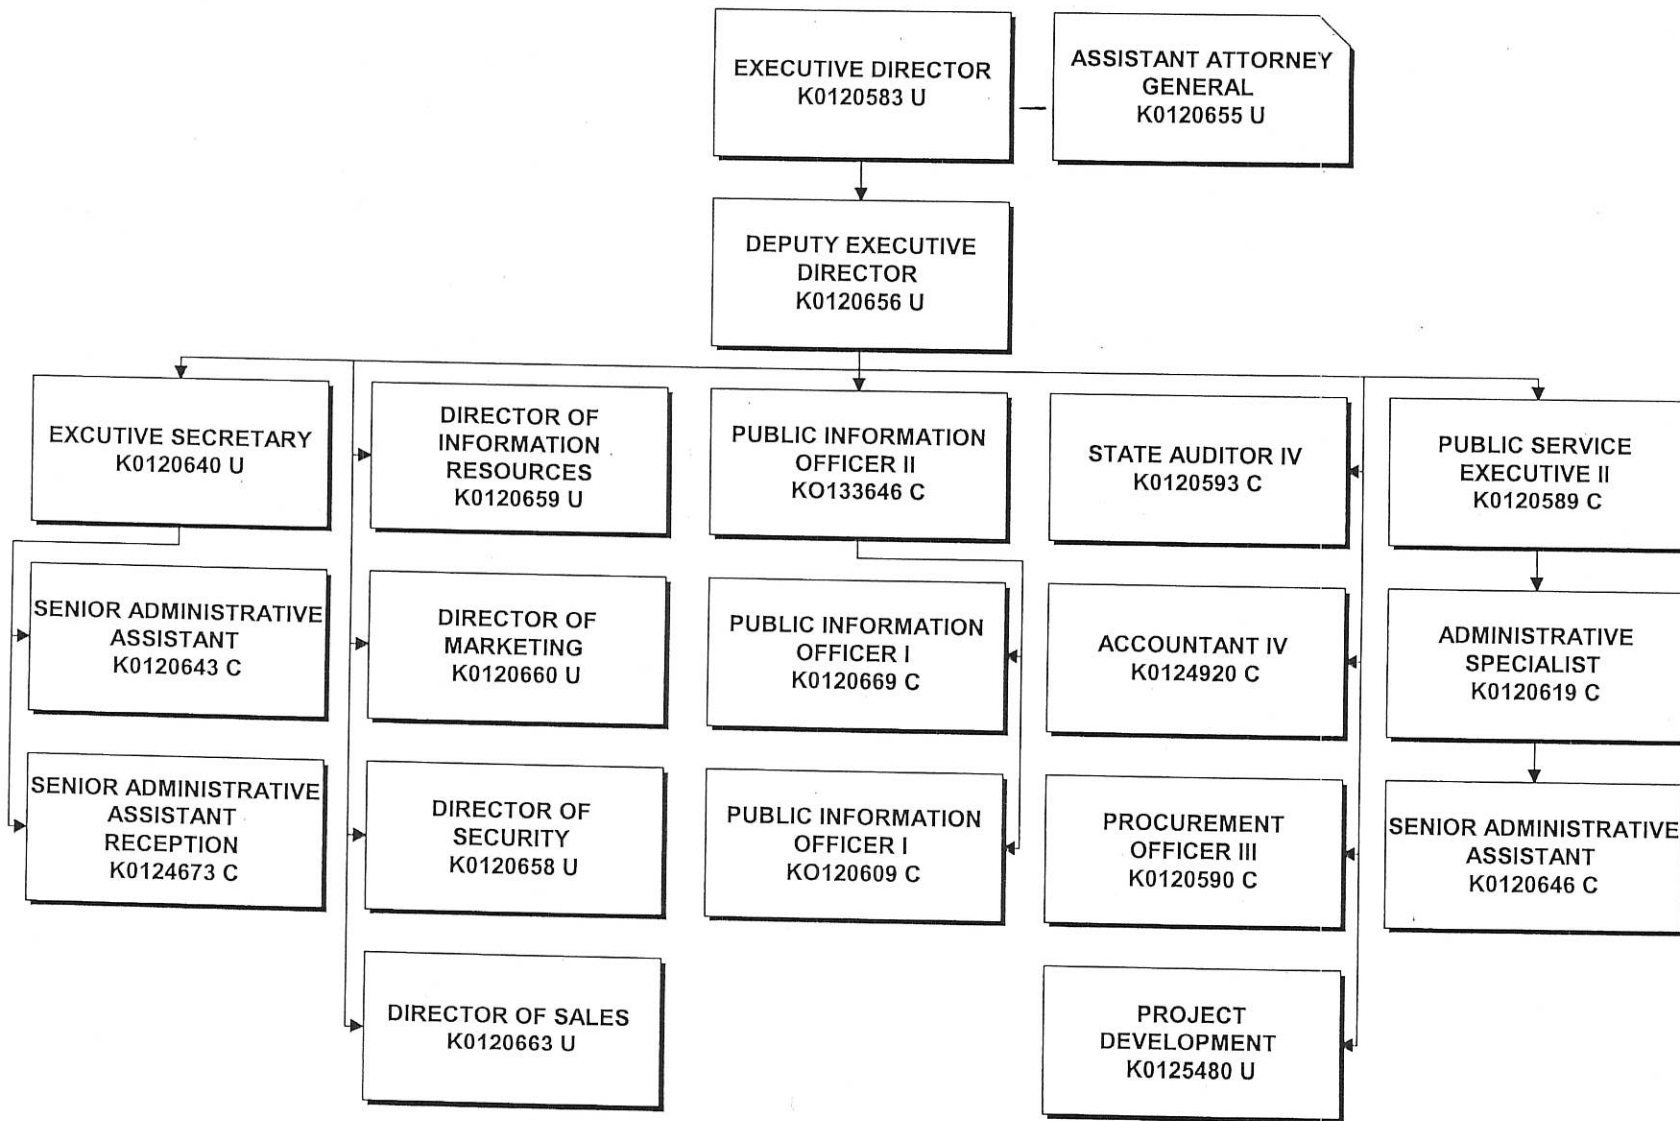 EXECUTIVE DIRECTOR
K0120583 U
ASSISTANT ATTORNEY
GENERAL
K0120655 U
DEPUTY EXECUTIVE
DIRECTOR
K0120656 U
EXCUTIVE SECRETARY
K0120640 U
DIRECTOR OF
INFORMATION
RESOURCES
K0120659 U
PUBLIC INFORMATION
OFFICER II
KO133646 C
STATE AUDITOR IV
K0120593 C
PUBLIC SERVICE
EXECUTIVE II
K0120589 C
SENIOR ADMINISTRATIVE
ASSISTANT
K0120643 C
DIRECTOR OF
MARKETING
K0120660 U
PUBLIC INFORMATION
OFFICER I
K0120669 C
ACCOUNTANT IV
K0124920 C
ADMINISTRATIVE
SPECIALIST
K0120619 C
SENIOR ADMINISTRATIVE
ASSISTANT
RECEPTION
K0124673 C
DIRECTOR OF
SECURITY
K0120658 U
PUBLIC INFORMATION
OFFICER I
KO120609 C
PROCUREMENT
OFFICER III
K0120590 C
SENIOR ADMINISTRATIVE
ASSISTANT
K0120646 C
DIRECTOR OF SALES
K0120663 U
PROJECT
DEVELOPMENT
K0125480 U